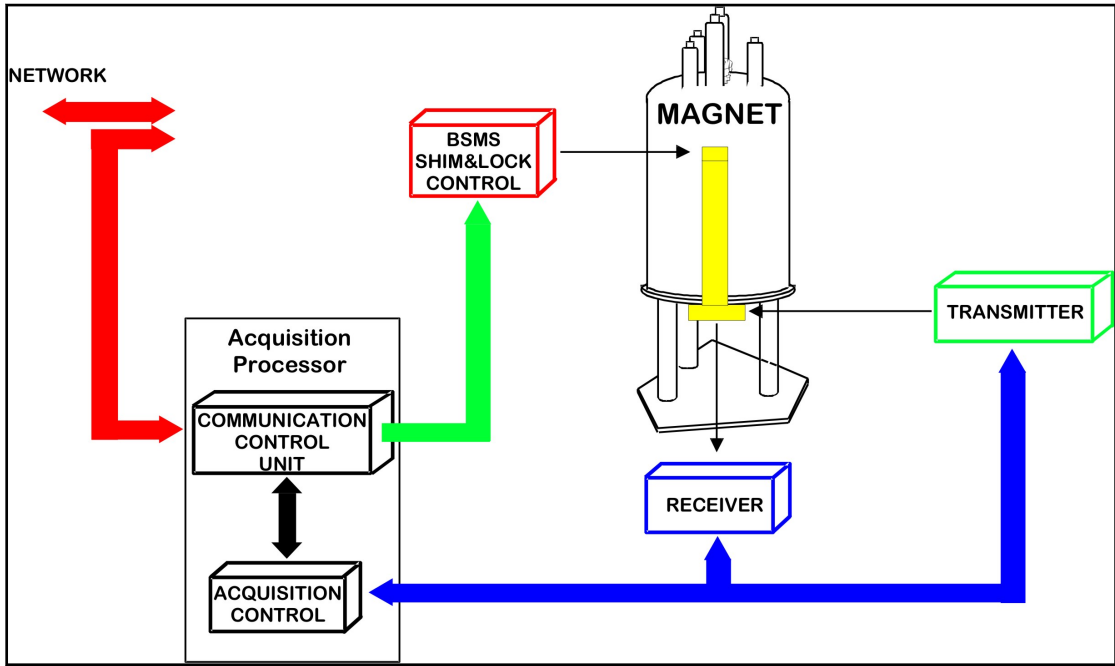 NETWORK
MAGNET
BSMS
SHIM&LOCK
CONTROL
TRANSMITTER
Acquisition
Processor
COMMUNICATION
CONTROL
UNIT
RECEIVER
ACQUISITION
CONTROL